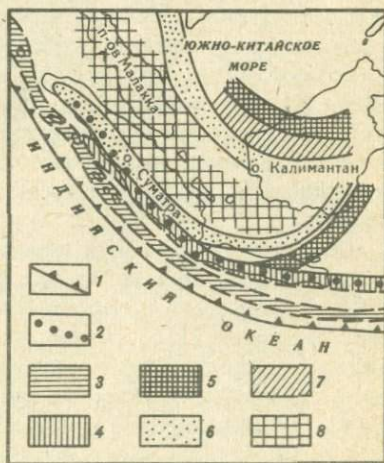 ЮЖНО-КИТАЙСКОЕ
МОРЕ
п-ов Малакка
о. Калимантан
о. Суматра
ИНДИЙСКИЙ
ОКЕАН
1
2
3
5
7
4
6
8